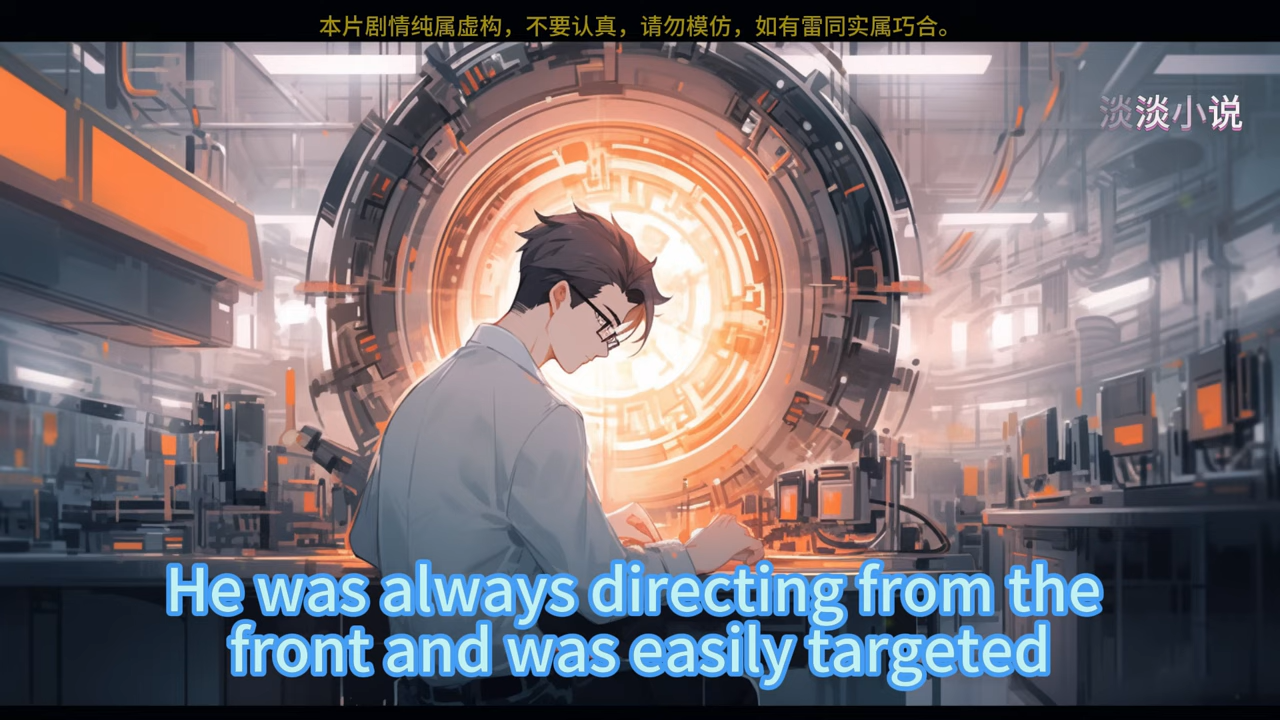 本片剧情纯属虚构，不要认真，请勿模仿，如有雷同实属巧合。
淡淡小说
He was always directing from the
front and was easily targeted